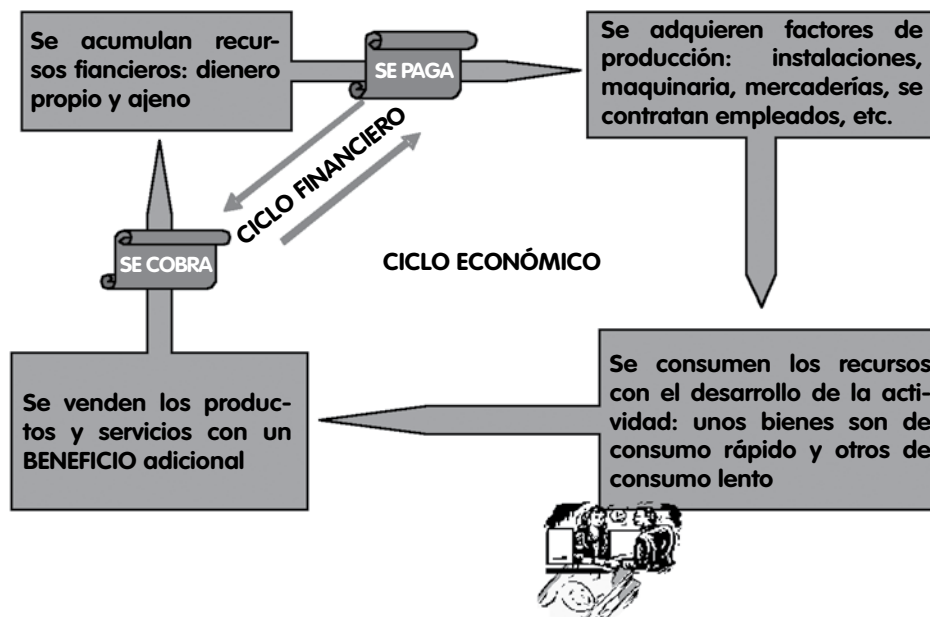 Se acumulan recur-
sos fiancieros: dienero
propio y ajeno
SE PAGA
Se adquieren factores de
producción: instalaciones,
maquinaria, mercaderías, se
contratan empleados, etc.
CICLO FINANCIERO
SE COBRA
CICLO ECONÓMICO
Se venden los produc-
tos y servicios con un
BENEFICIO adicional
Se consumen los recursos
con el desarrollo de la acti-
vidad: unos bienes son de
consumo rápido y otros de
consumo lento